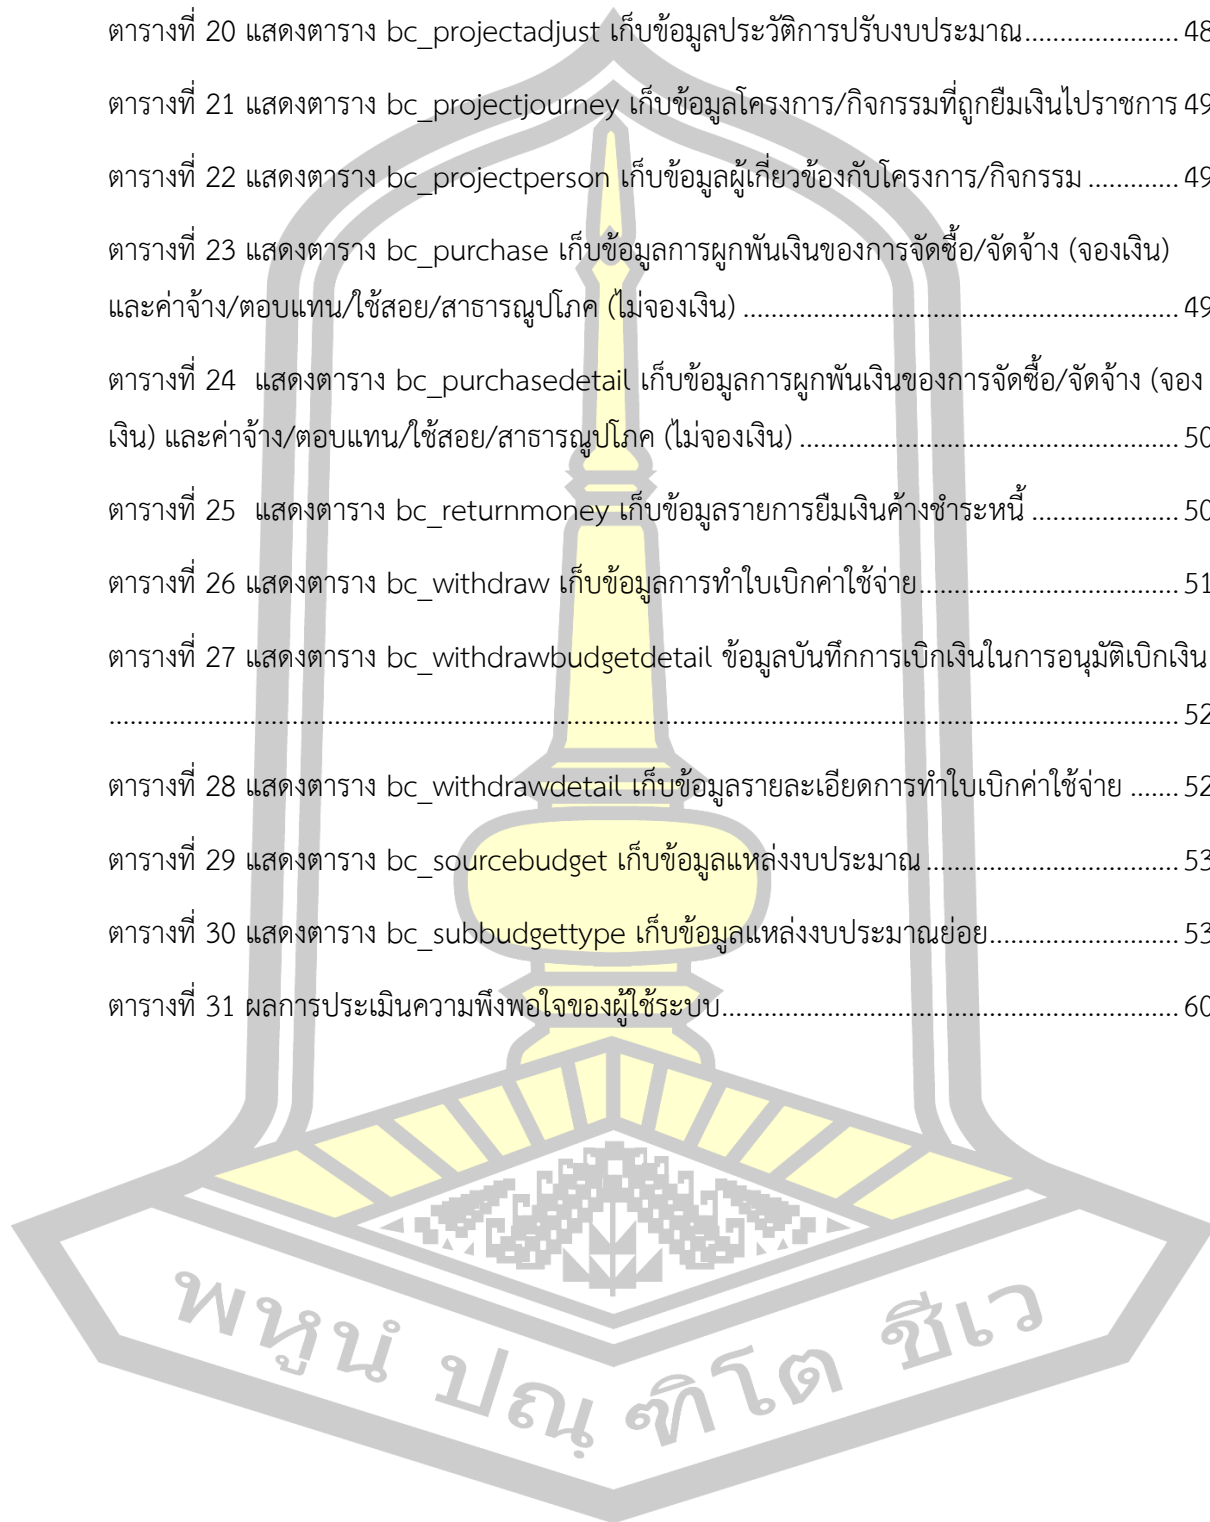 ตารางที่ 20 แสดงตาราง bc_projectadjust เก็บข้อมูลประวัติการปรับงบประมาณ...................... 48
ตารางที่ 21 แสดงตาราง bc_projectjourney เก็บข้อมูลโครงการ/กิจกรรมที่ถูกยืมเงินไปราชการ 49
ตารางที่ 22 แสดงตาราง bc_projectperson เก็บข้อมูลผู้เกี่ยวข้องกับโครงการ/กิจกรรม ............. 49
ตารางที่ 23 แสดงตาราง bc_purchase เก็บข้อมูลการผูกพันเงินของการจัดซื้อ/จัดจ้าง (จองเงิน)
และค่าจ้าง/ตอบแทน/ใช้สอย/สาธารณูปโภค (ไม่จองเงิน) ............................................................... 49
ตารางที่ 24  แสดงตาราง bc_purchasedetail เก็บข้อมูลการผูกพันเงินของการจัดซื้อ/จัดจ้าง (จอง
เงิน) และค่าจ้าง/ตอบแทน/ใช้สอย/สาธารณูปโภค (ไม่จองเงิน) ...................................................... 50
ตารางที่ 25  แสดงตาราง bc_returnmoney เก็บข้อมูลรายการยืมเงินค้างชำระหนี้ ..................... 50
ตารางที่ 26 แสดงตาราง bc_withdraw เก็บข้อมูลการทำใบเบิกค่าใช้จ่าย..................................... 51
ตารางที่ 27 แสดงตาราง bc_withdrawbudgetdetail ข้อมูลบันทึกการเบิกเงินในการอนุมัติเบิกเงิน
......................................................................................................................................................... 52
ตารางที่ 28 แสดงตาราง bc_withdrawdetail เก็บข้อมูลรายละเอียดการทำใบเบิกค่าใช้จ่าย ....... 52
ตารางที่ 29 แสดงตาราง bc_sourcebudget เก็บข้อมูลแหล่งงบประมาณ .................................... 53
ตารางที่ 30 แสดงตาราง bc_subbudgettype เก็บข้อมูลแหล่งงบประมาณย่อย........................... 53
ตารางที่ 31 ผลการประเมินความพึงพอใจของผู้ใช้ระบบ.................................................................. 60
พหูนํ ปณฺฑิโต ชีเว